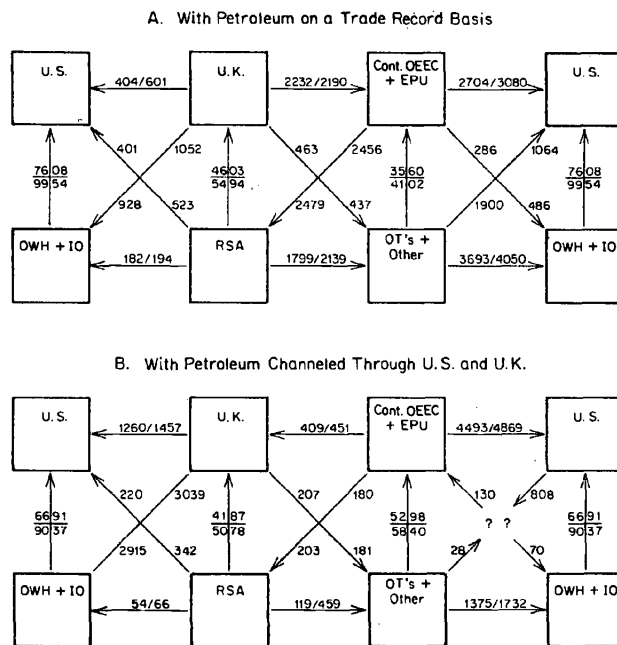 A. With Petroleum on a Trade Record Basis
U.S.
U.K.
Cont. OEEC
+ EPU
U.S.
404/601
2232/2190
2704/3080
401
1052
463
2456
286
1064
76|08
99|54
46|03
54|94
35|60
41|02
76|08
99|54
928
523
2479
437
1900
486
OWH + IO
RSA
OT's +
Other
OWH + IO
182/194
1799/2139
3693/4050
B. With Petroleum Channeled Through U.S. and U.K.
U.S.
U.K.
Cont. OEEC
+ EPU
U.S.
1260/1457
409/451
4493/4869
220
3039
207
180
130
808
66|91
90|37
41|87
50|78
52|98
58|40
? ?
66|91
90|37
2915
342
203
181
28
70
OWH + IO
RSA
OT's +
Other
OWH + IO
54/66
119/459
1375/1732